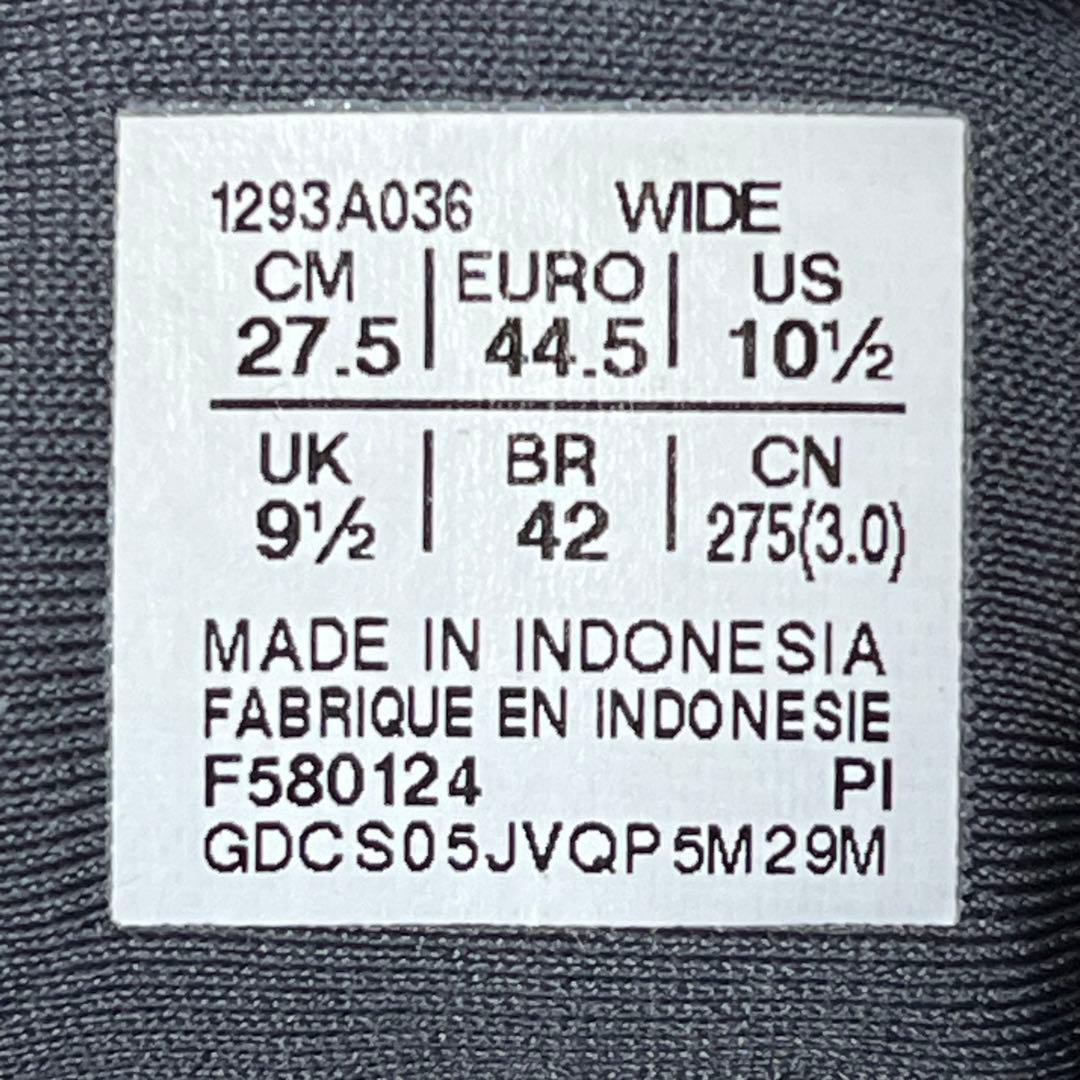 1293A036 WIDE
CM EURO US
27.5 44.5 10½
UK BR CN
9½ 42 275(3.0)
MADE IN INDONESIA
FABRIQUE EN INDONESIE
F580124 PI
GDCS05JVQP5M29M